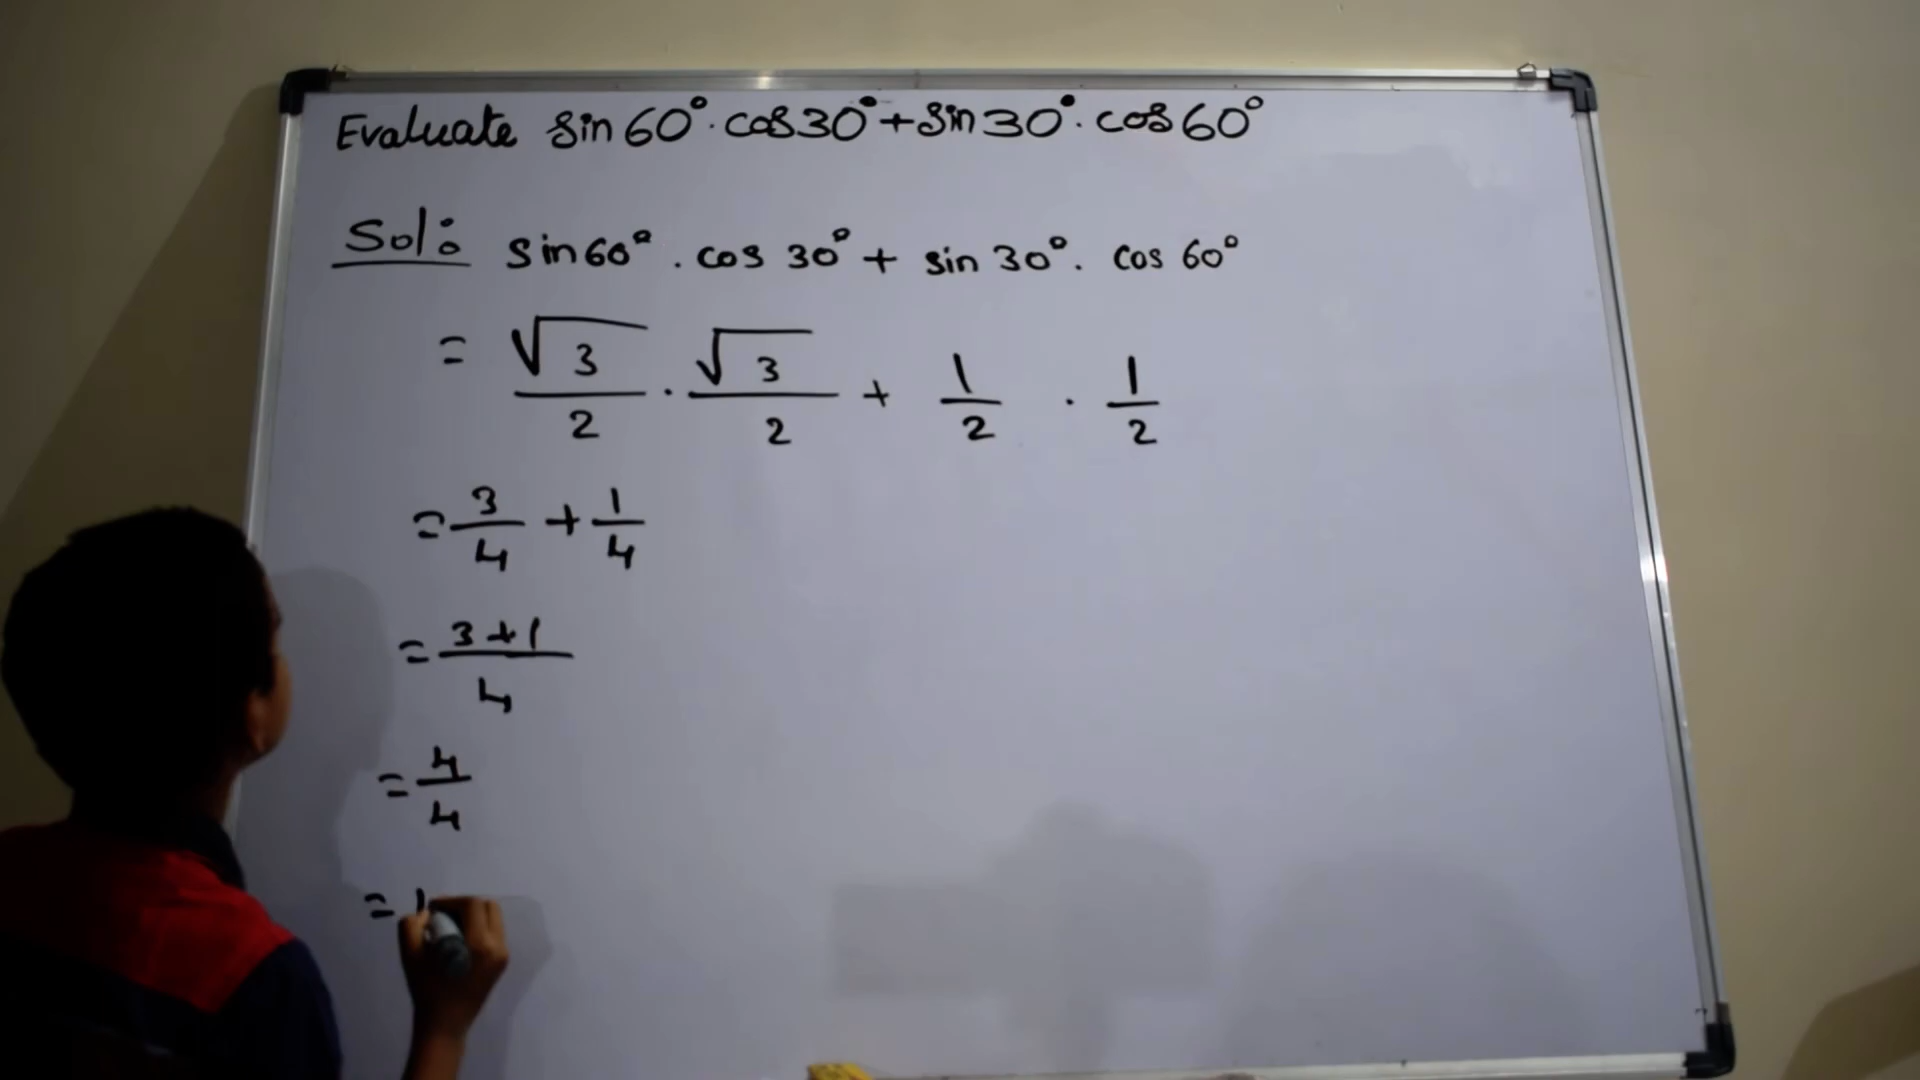 Evaluate sin 60° . cos 30° + sin 30° . cos 60°
Sol: sin 60° . cos 30° + sin 30° . cos 60°
= √3/2 . √3/2 + 1/2 . 1/2
= 3/4 + 1/4
= 3+1/4
= 4/4
= 1